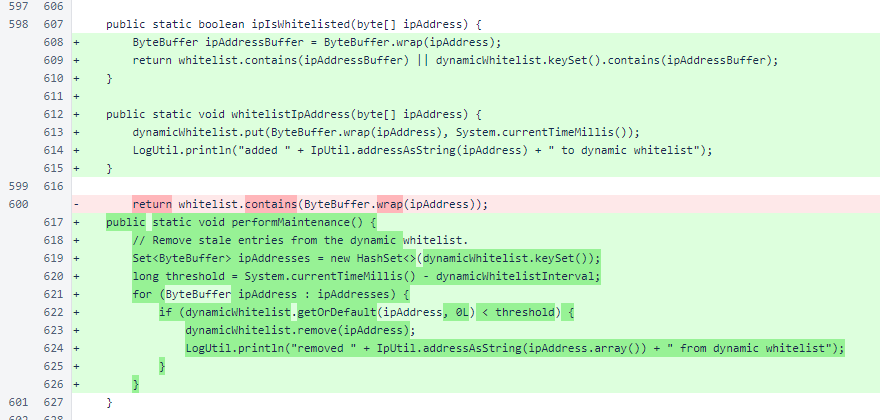 597 606
598 607 public static boolean ipIsWhitelisted(byte[] ipAddress) {
608 + ByteBuffer ipAddressBuffer = ByteBuffer.wrap(ipAddress);
609 + return whitelist.contains(ipAddressBuffer) || dynamicWhitelist.keySet().contains(ipAddressBuffer);
610 + }
611 +
612 + public static void whitelistIpAddress(byte[] ipAddress) {
613 + dynamicWhitelist.put(ByteBuffer.wrap(ipAddress), System.currentTimeMillis());
614 + LogUtil.println("added " + IpUtil.addressAsString(ipAddress) + " to dynamic whitelist");
615 + }
599 616
600 - return whitelist.contains(ByteBuffer.wrap(ipAddress));
617 + public static void performMaintenance() {
618 + // Remove stale entries from the dynamic whitelist.
619 + Set<ByteBuffer> ipAddresses = new HashSet<>(dynamicWhitelist.keySet());
620 + long threshold = System.currentTimeMillis() - dynamicWhitelistInterval;
621 + for (ByteBuffer ipAddress : ipAddresses) {
622 + if (dynamicWhitelist.getOrDefault(ipAddress, 0L) < threshold) {
623 + dynamicWhitelist.remove(ipAddress);
624 + LogUtil.println("removed " + IpUtil.addressAsString(ipAddress.array()) + " from dynamic whitelist");
625 + }
626 + }
601 627 }